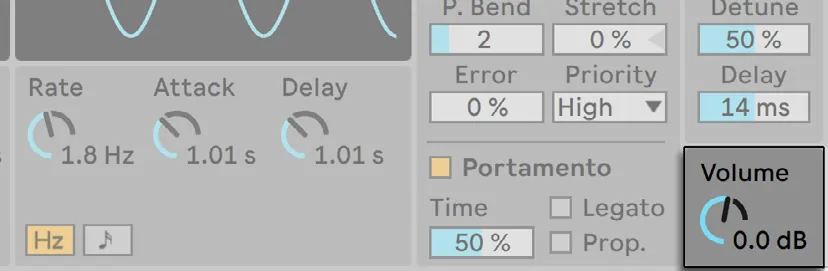 P. Bend Stretch Detune
2 0 % 50 %
Rate Attack Delay Error Priority Delay
0 % High 14 ms
1.8 Hz 1.01 s 1.01 s
Portamento
Volume
Time Legato
Hz 50 % Prop. 0.0 dB